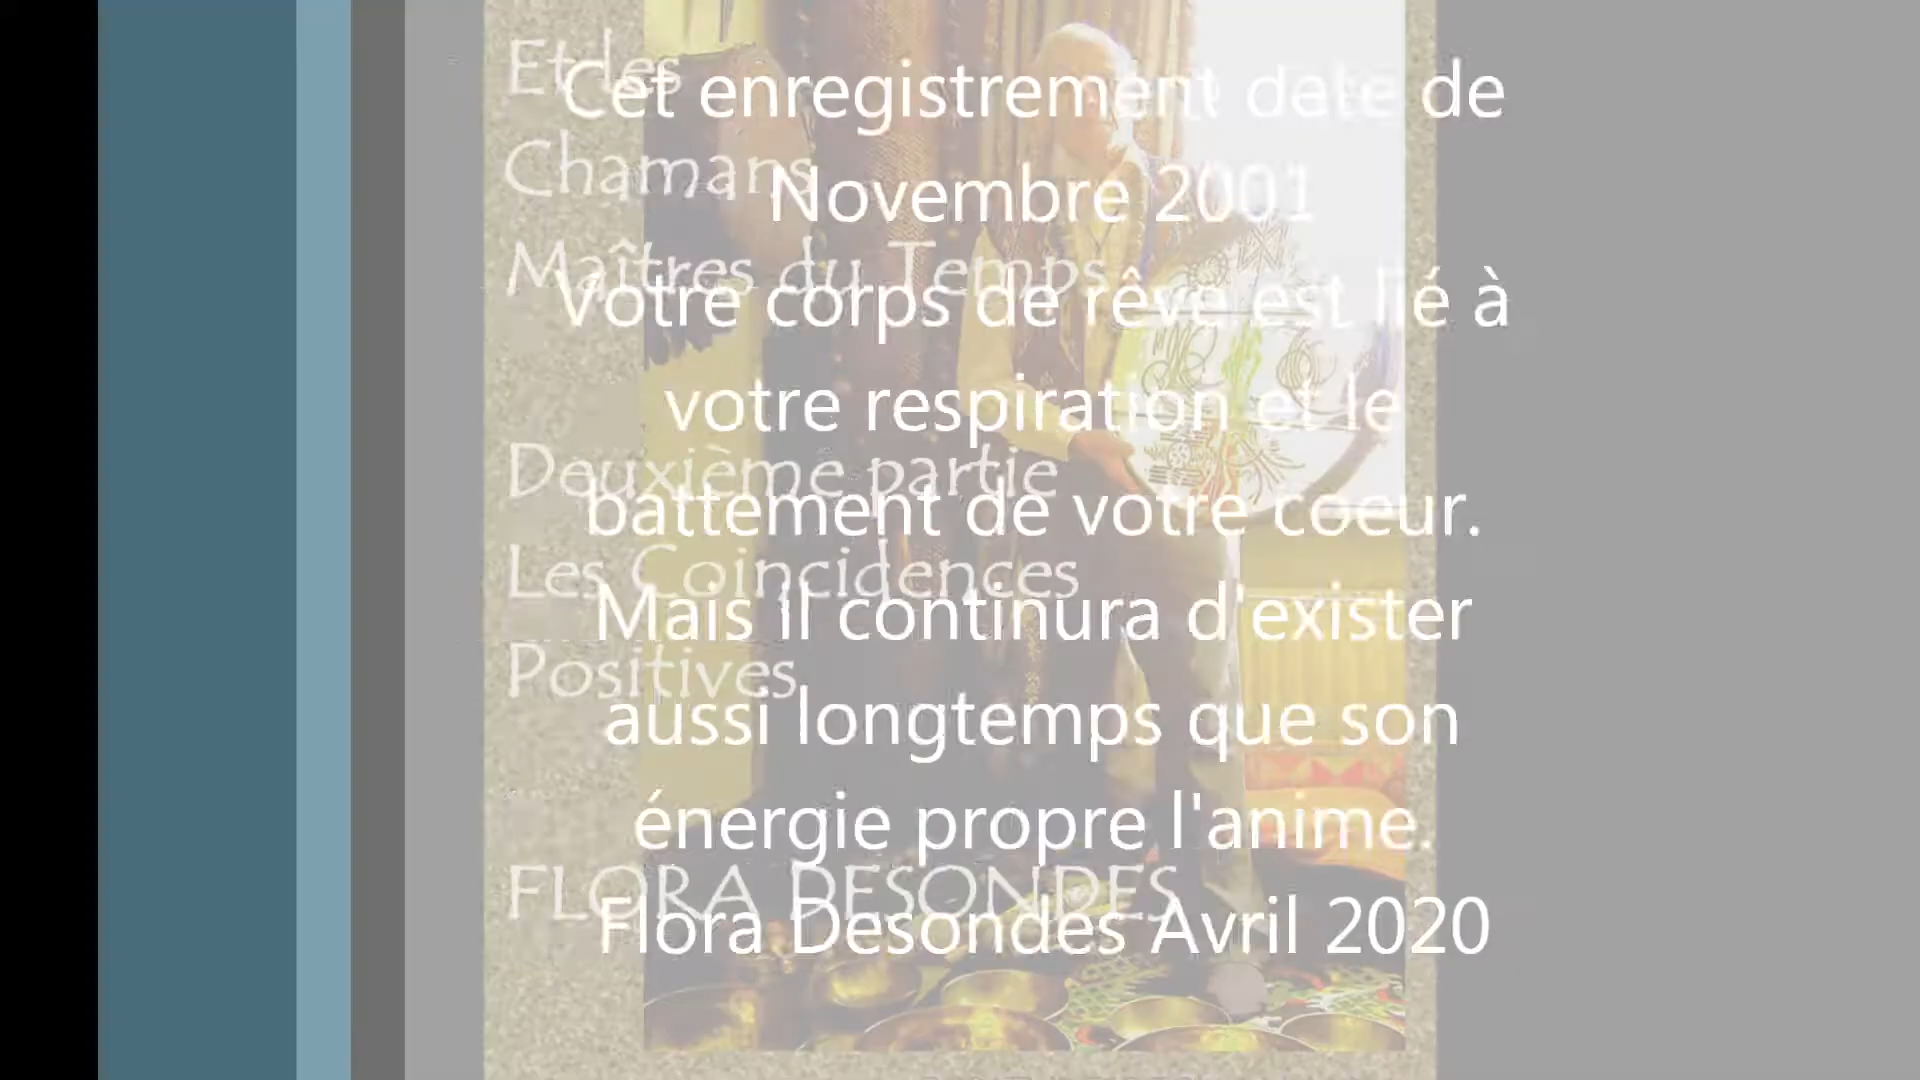 Et les
Chamans
Maîtres du Temps
Deuxième partie
Les Coincidences
Positives
FLORA DESONDES
Cet enregistrement date de
Novembre 2001
Votre corps de rêve est lié à
votre respiration et le
battement de votre coeur.
Mais il continura d'exister
aussi longtemps que son
énergie propre l'anime.
Flora Desondes Avril 2020